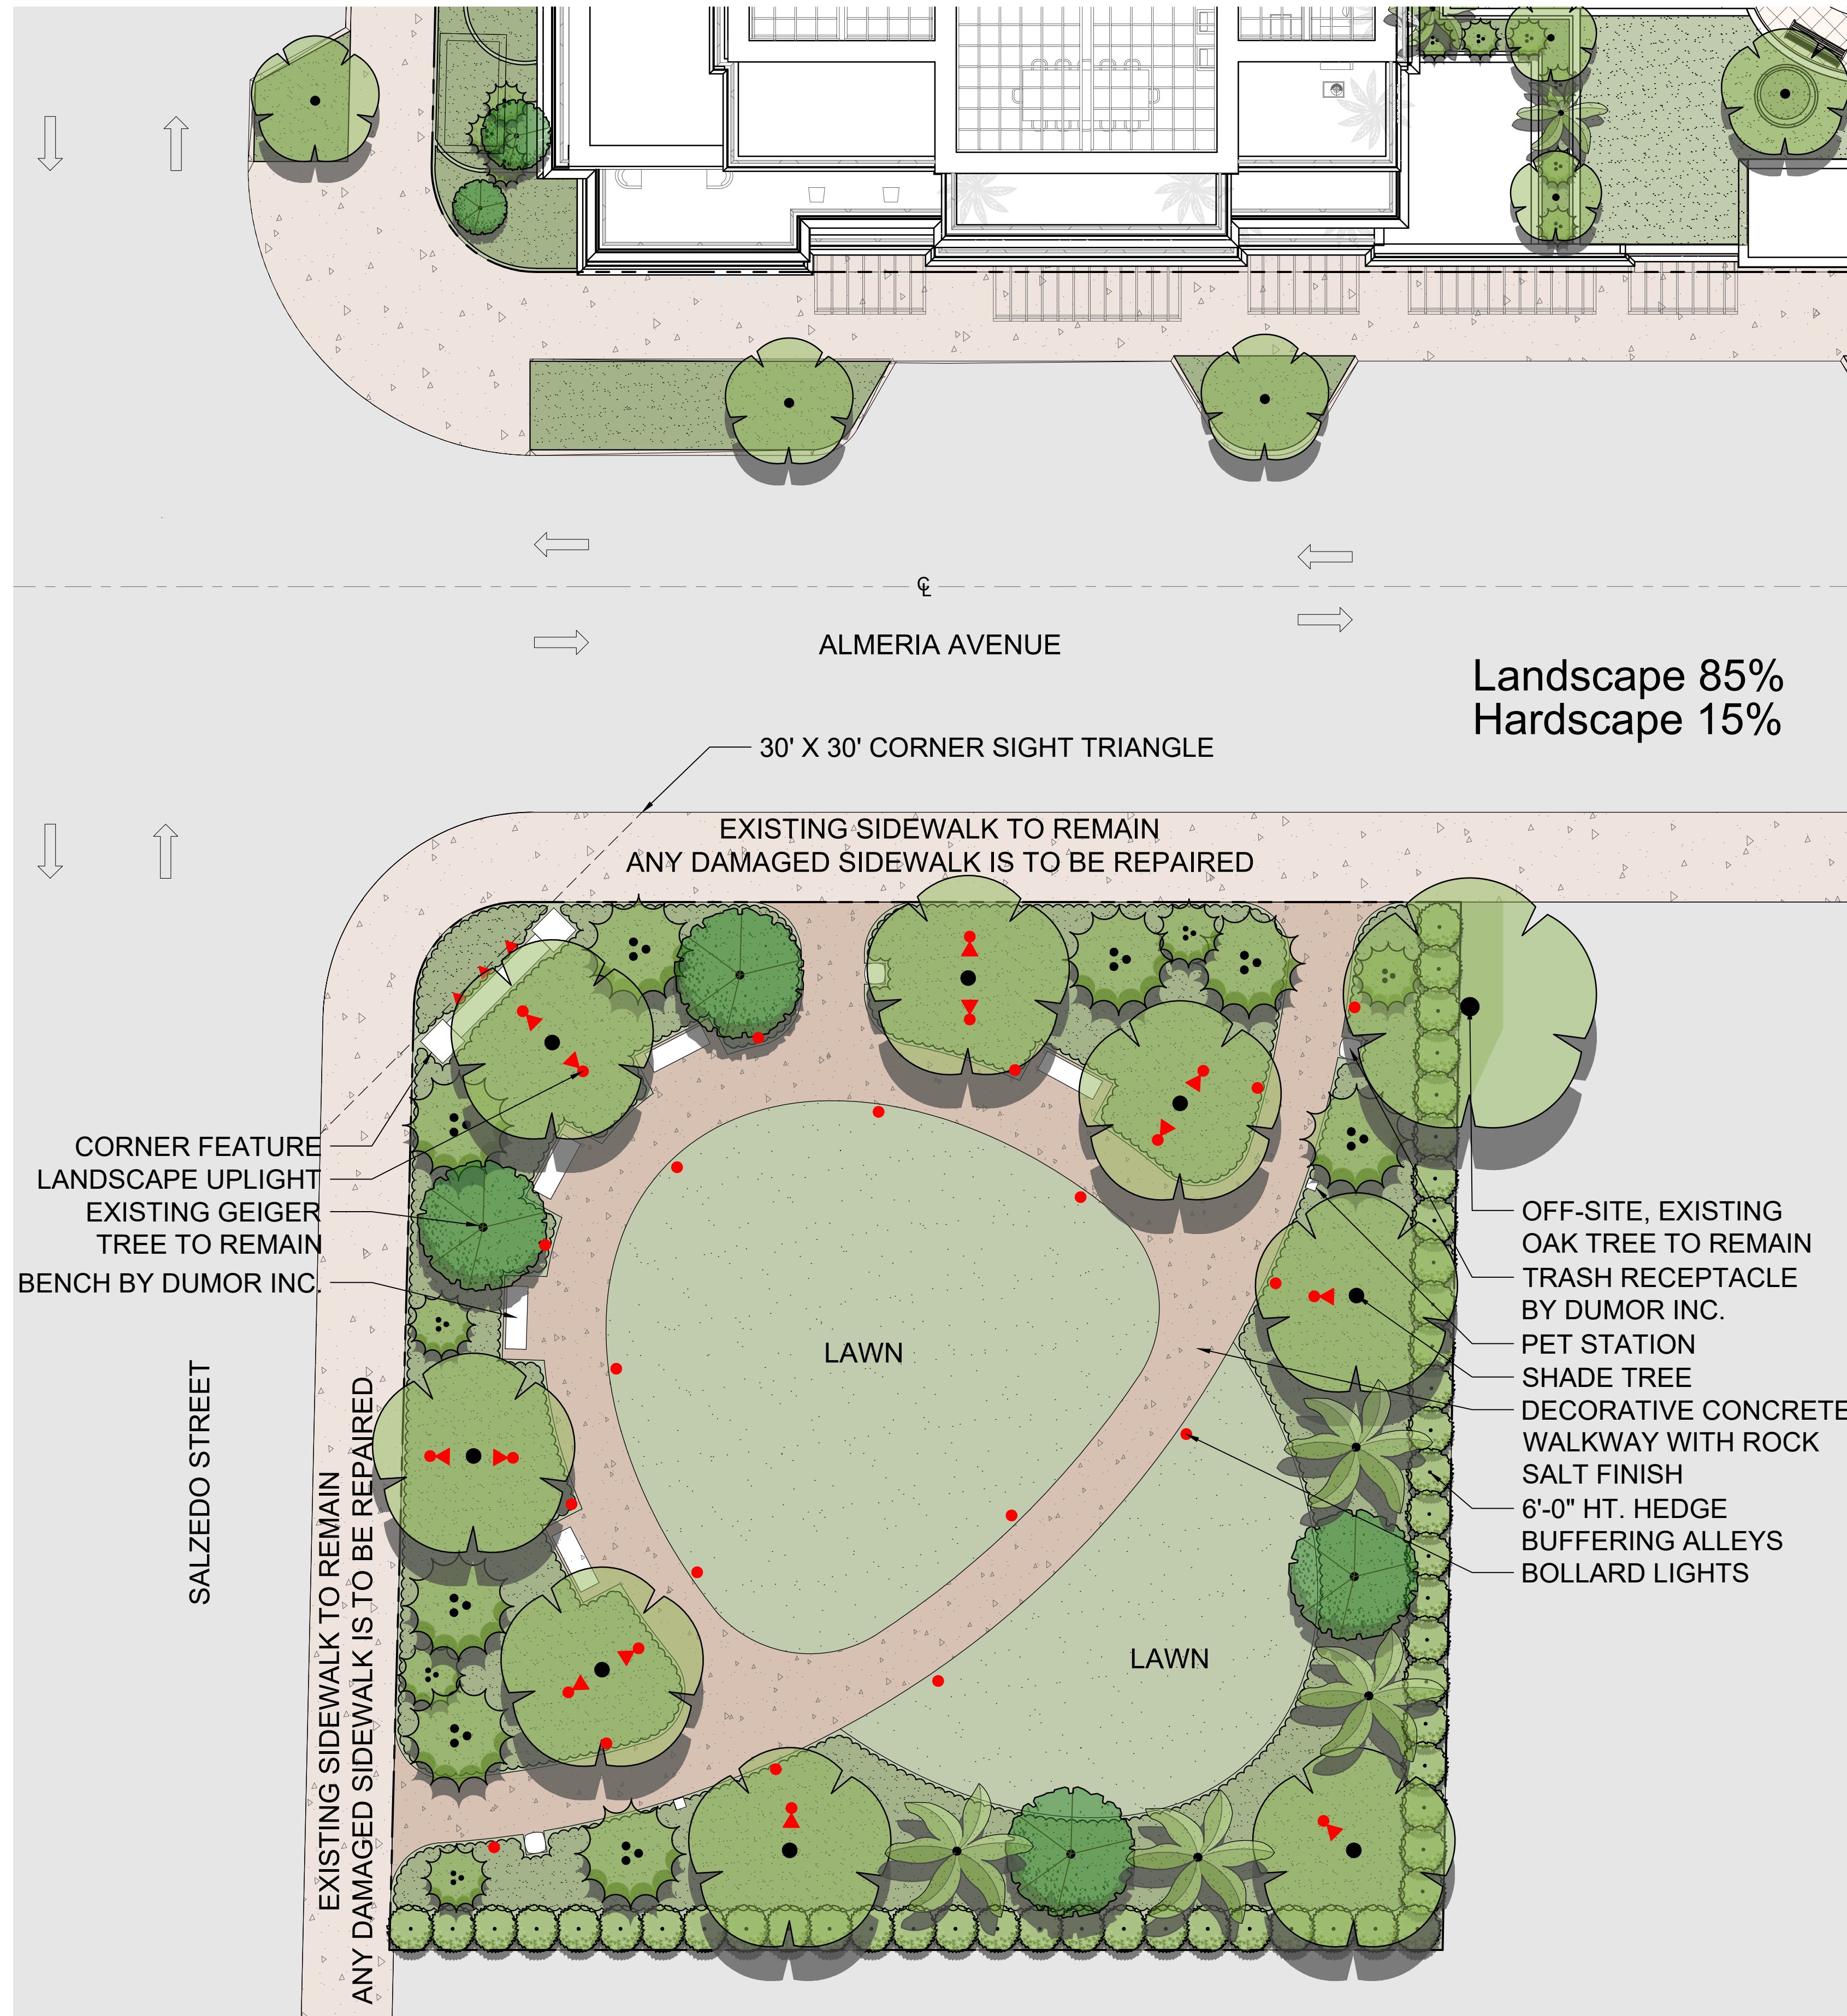 ℄
ALMERIA AVENUE
Landscape 85%
Hardscape 15%
30' X 30' CORNER SIGHT TRIANGLE
EXISTING SIDEWALK TO REMAIN
ANY DAMAGED SIDEWALK IS TO BE REPAIRED
CORNER FEATURE
LANDSCAPE UPLIGHT
EXISTING GEIGER
TREE TO REMAIN
BENCH BY DUMOR INC.
SALZEDO STREET
EXISTING SIDEWALK TO REMAIN
ANY DAMAGED SIDEWALK IS TO BE REPAIRED
LAWN
LAWN
OFF-SITE, EXISTING
OAK TREE TO REMAIN
TRASH RECEPTACLE
BY DUMOR INC.
PET STATION
SHADE TREE
DECORATIVE CONCRETE
WALKWAY WITH ROCK
SALT FINISH
6'-0" HT. HEDGE
BUFFERING ALLEYS
BOLLARD LIGHTS